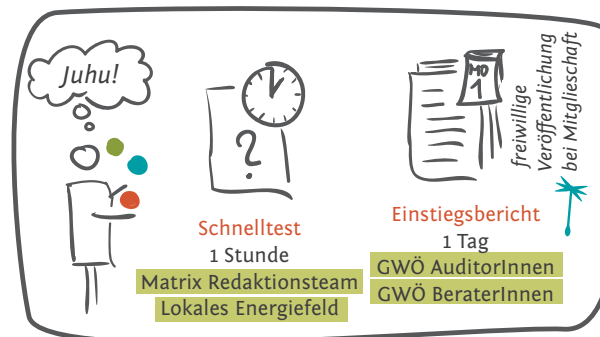 Juhu!
?
Schnelltest
1 Stunde
Matrix Redaktionsteam
Lokales Energiefeld
MO
1
Einstiegsbericht
1 Tag
GWÖ AuditorInnen
GWÖ BeraterInnen
freiwillige
Veröffentlichung
bei Mitglieschaft